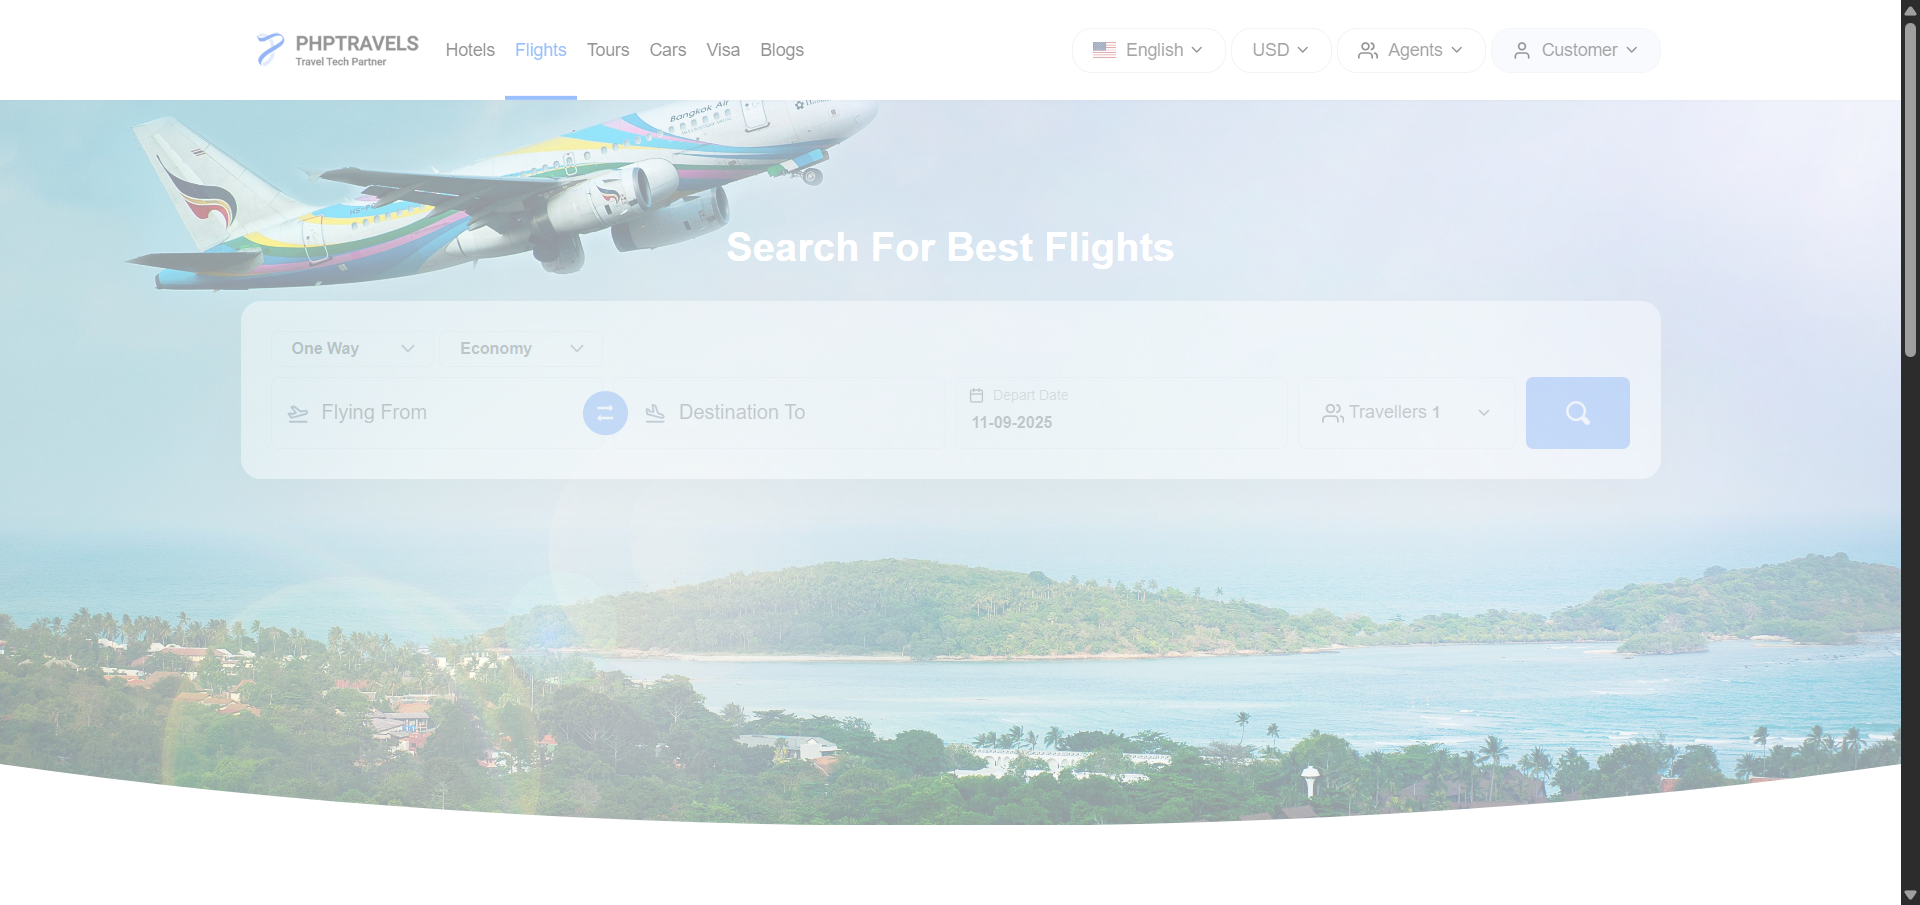 PHPTRAVELS
Travel Tech Partner
Hotels Flights Tours Cars Visa Blogs
English USD Agents Customer
Bangkok Air
Search For Best Flights
One Way Economy
Flying From
Destination To
Depart Date
11-09-2025
Travellers 1